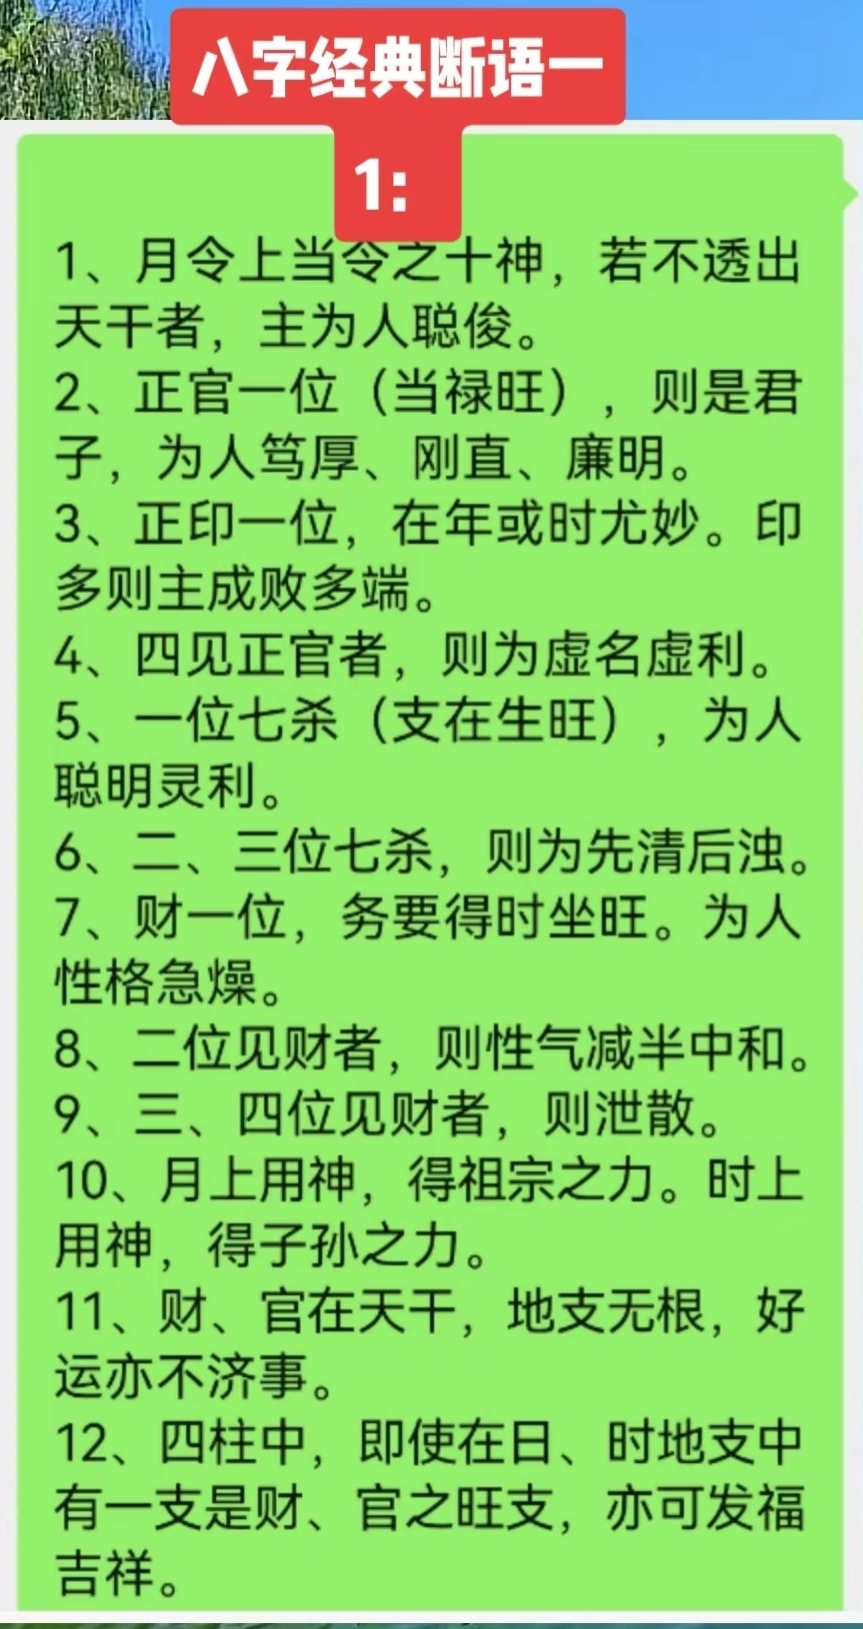 八字经典断语一
1:
1、月令上当令之十神，若不透出
天干者，主为人聪俊。
2、正官一位（当禄旺），则是君
子，为人笃厚、刚直、廉明。
3、正印一位，在年或时尤妙。印
多则主成败多端。
4、四见正官者，则为虚名虚利。
5、一位七杀（支在生旺），为人
聪明灵利。
6、二、三位七杀，则为先清后浊。
7、财一位，务要得时坐旺。为人
性格急燥。
8、二位见财者，则性气减半中和。
9、三、四位见财者，则泄散。
10、月上用神，得祖宗之力。时上
用神，得子孙之力。
11、财、官在天干，地支无根，好
运亦不济事。
12、四柱中，即使在日、时地支中
有一支是财、官之旺支，亦可发福
吉祥。